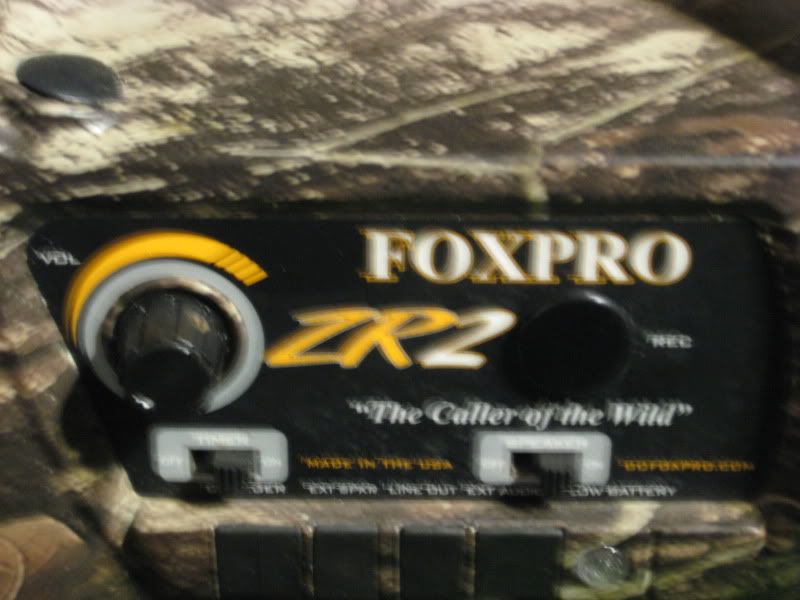 VOL
FOXPRO
ZR2
REC
"The Caller of the Wild"
SPEAKER
OFF ON MADE IN THE USA OFF ON GOFOXPRO.COM
CHARGER EXT SPKR LINE OUT EXT AUDIO LOW BATTERY